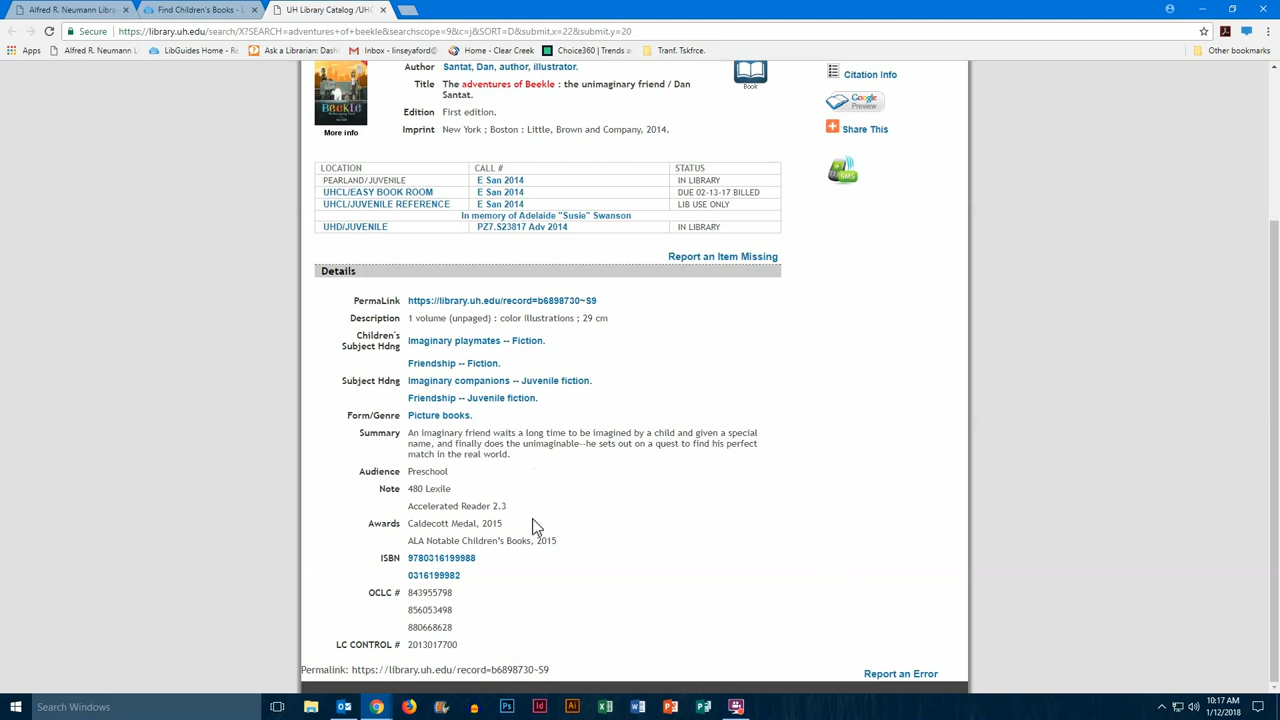 Alfred R. Neumann Libra
Find Children's Books - L
UH Library Catalog /UHC
Secure
https://library.uh.edu/search/X?SEARCH=adventures+of+beekle&searchscope=9&c=j&SORT=D&submit.x=22&submit.y=20
Apps
Alfred R. Neumann L
LibGuides Home - Re
Ask a Librarian: Dashb
Inbox - linseyaford@
Home - Clear Creek
Choice360 | Trends a
Tranf. Tskfrce.
Other bookmarks
Author Santat, Dan, author, illustrator.
Title The adventures of Beekle : the unimaginary friend / Dan
Santat.
Edition First edition.
Imprint New York ; Boston : Little, Brown and Company, 2014.
Beekle
More info
Book
Citation Info
Google
Preview
Share This
SMS
LOCATION CALL # STATUS
PEARLAND/JUVENILE E San 2014 IN LIBRARY
UHCL/EASY BOOK ROOM E San 2014 DUE 02-13-17 BILLED
UHCL/JUVENILE REFERENCE E San 2014 LIB USE ONLY
In memory of Adelaide "Susie" Swanson
UHD/JUVENILE PZ7.S23817 Adv 2014 IN LIBRARY
Report an Item Missing
Details
PermaLink https://library.uh.edu/record=b6898730~S9
Description 1 volume (unpaged) : color illustrations ; 29 cm
Children's
Subject Hdng Imaginary playmates -- Fiction.
Friendship -- Fiction.
Subject Hdng Imaginary companions -- Juvenile fiction.
Friendship -- Juvenile fiction.
Form/Genre Picture books.
Summary An imaginary friend waits a long time to be imagined by a child and given a special
name, and finally does the unimaginable--he sets out on a quest to find his perfect
match in the real world.
Audience Preschool
Note 480 Lexile
Accelerated Reader 2.3
Awards Caldecott Medal, 2015
ALA Notable Children's Books, 2015
ISBN 9780316199988
0316199982
OCLC # 843955798
856053498
880668628
LC CONTROL # 2013017700
Permalink: https://library.uh.edu/record=b6898730~S9
Report an Error
Search Windows
10:17 AM
1/12/2018